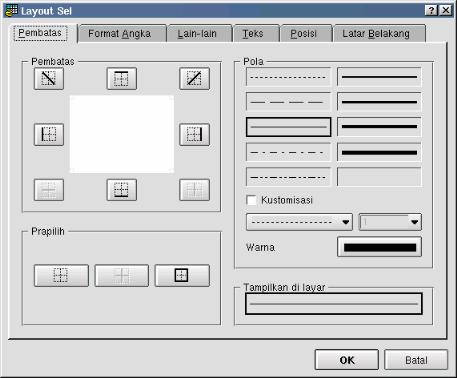 Layout Sel
Pembatas Format Angka Lain-lain Teks Posisi Latar Belakang
Pembatas
Pola
Kustomisasi
1
Warna
Prapilih
Tampilkan di layar
OK Batal